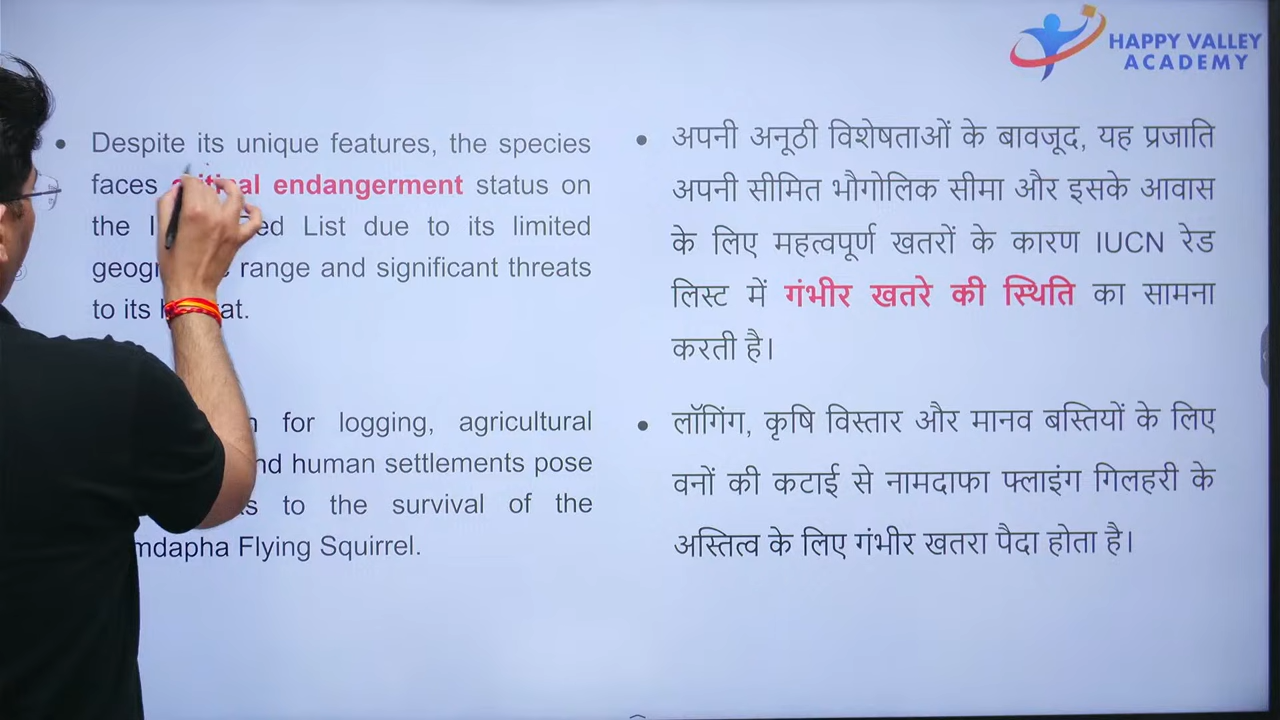 HAPPY VALLEY
ACADEMY
• Despite its unique features, the species
faces critical endangerment status on
the Red List due to its limited
range and significant threats
to its
for logging, agricultural
and human settlements pose
to the survival of the
Flying Squirrel.
• अपनी अनूठी विशेषताओं के बावजूद, यह प्रजाति
अपनी सीमित भौगोलिक सीमा और इसके आवास
के लिए महत्वपूर्ण खतरों के कारण IUCN रेड
लिस्ट में गंभीर खतरे की स्थिति का सामना
करती है।
• लॉगिंग, कृषि विस्तार और मानव बस्तियों के लिए
वनों की कटाई से नामदाफा फ्लाइंग गिलहरी के
अस्तित्व के लिए गंभीर खतरा पैदा होता है।